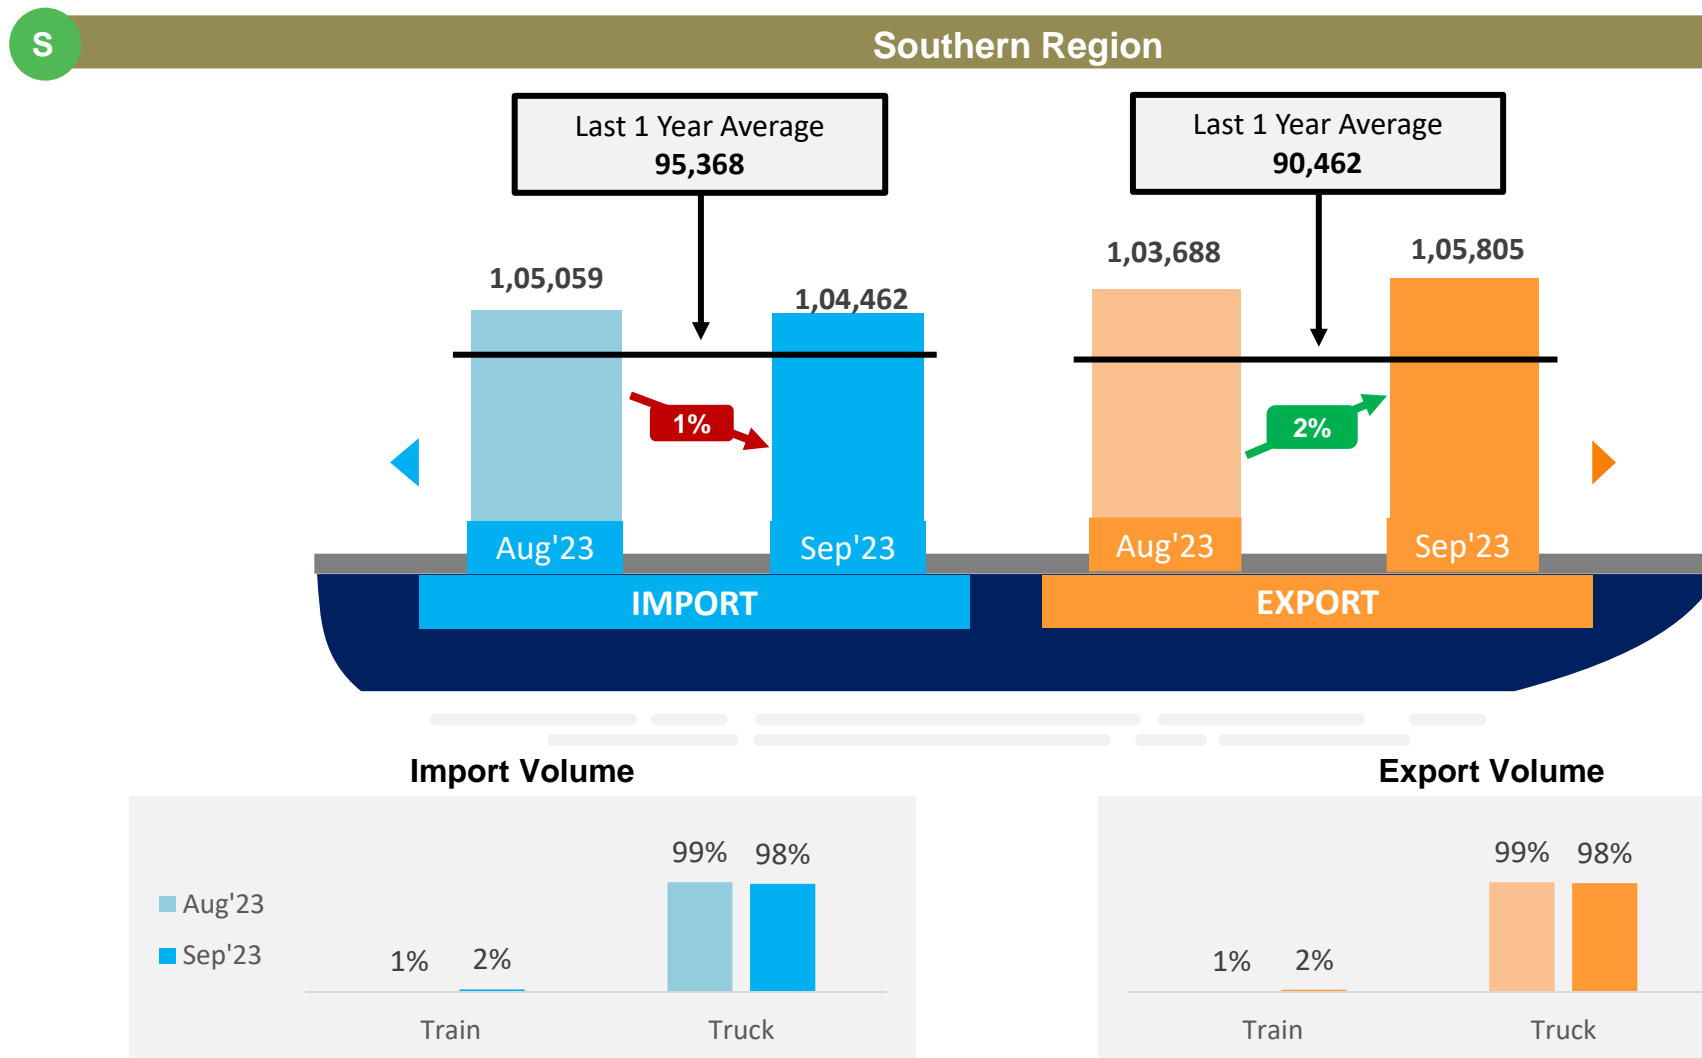 S
Southern Region
Last 1 Year Average
95,368
Last 1 Year Average
90,462
1,05,059
1,04,462
1,03,688
1,05,805
1%
2%
Aug'23
Sep'23
Aug'23
Sep'23
IMPORT
EXPORT
Import Volume
Export Volume
Aug'23
Sep'23
1%
2%
99%
98%
Train
Truck
1%
2%
99%
98%
Train
Truck